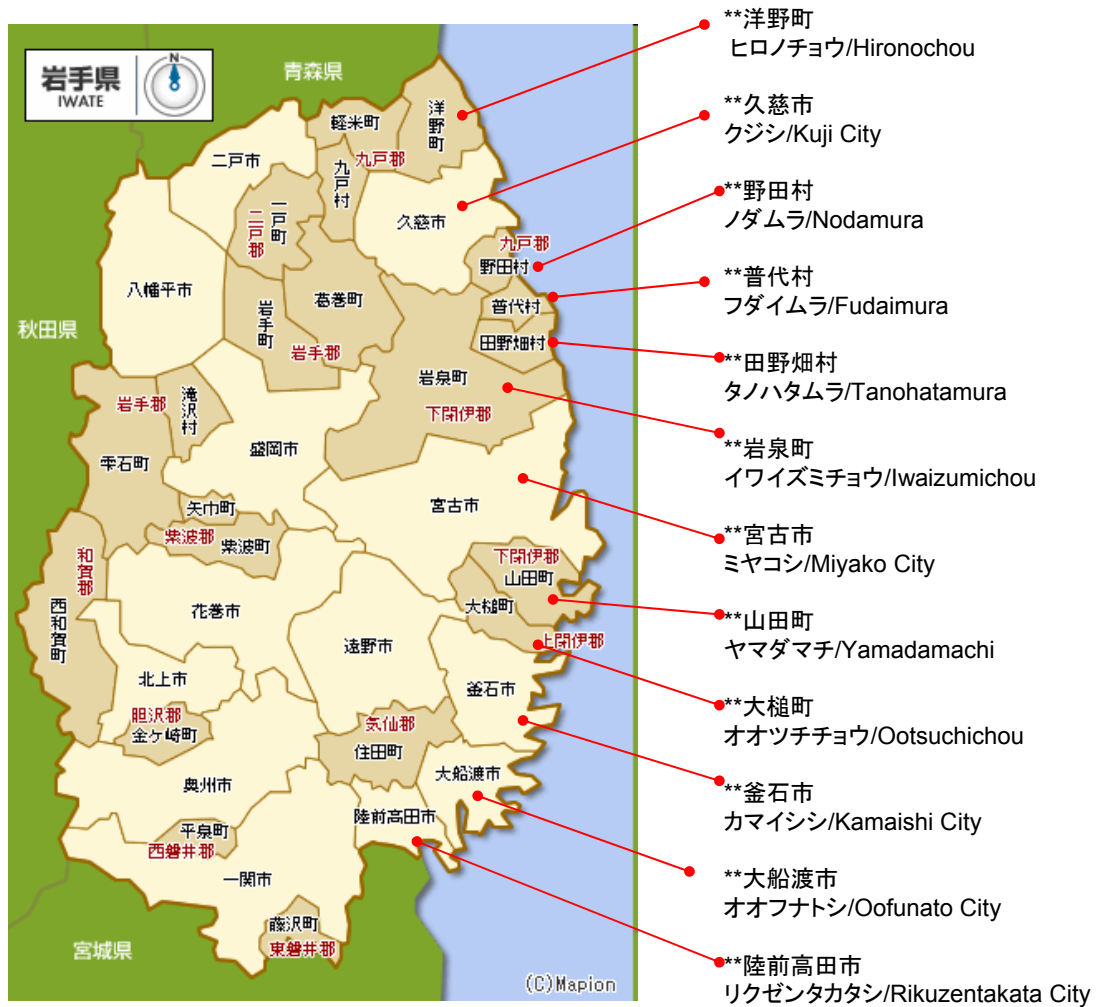 岩手県
IWATE
N
青森県
秋田県
宮城県
洋野町
軽米町
九戸郡
二戸市
九戸村
一戸町
二戸郡
久慈市
九戸郡
野田村
八幡平市
葛巻町
岩手町
岩手郡
普代村
田野畑村
岩泉町
下閉伊郡
岩手郡
滝沢村
雫石町
盛岡市
矢巾町
宮古市
紫波郡
紫波町
和賀郡
西和賀町
下閉伊郡
山田町
大槌町
上閉伊郡
花巻市
遠野市
釜石市
北上市
胆沢郡
金ケ崎町
気仙郡
住田町
大船渡市
奥州市
陸前高田市
平泉町
西磐井郡
一関市
藤沢町
東磐井郡
(C)Mapion
**洋野町
ヒロノチョウ/Hironochou
**久慈市
クジシ/Kuji City
**野田村
ノダムラ/Nodamura
**普代村
フダイムラ/Fudaimura
**田野畑村
タノハタムラ/Tanohatamura
**岩泉町
イワイズミチョウ/Iwaizumichou
**宮古市
ミヤコシ/Miyako City
**山田町
ヤマダマチ/Yamadamachi
**大槌町
オオツチチョウ/Ootsuchichou
**釜石市
カマイシシ/Kamaishi City
**大船渡市
オオフナトシ/Oofunato City
**陸前高田市
リクゼンタカタシ/Rikuzentakata City